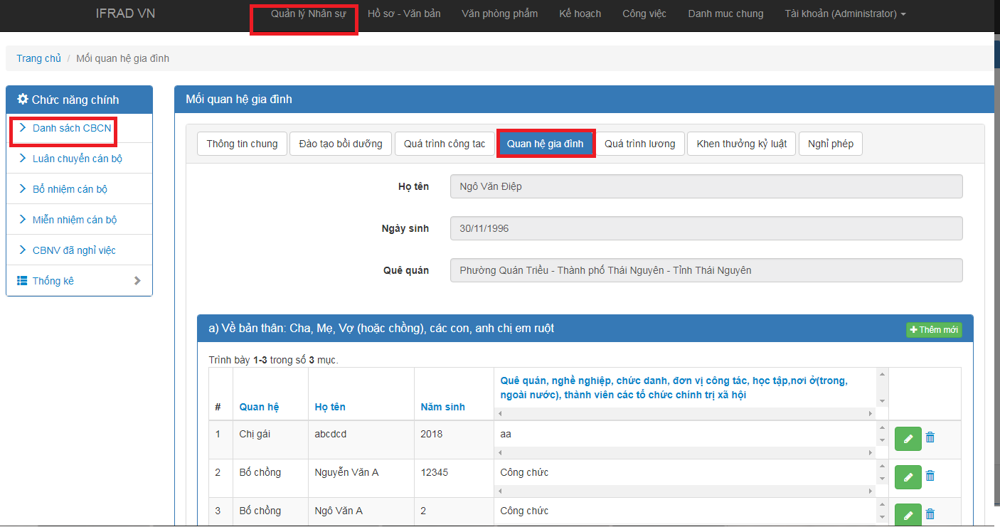 IFRAD VN
Quản lý Nhân sự Hồ sơ - Văn bản Văn phòng phẩm Kế hoạch Công việc Danh muc chung Tài khoản (Administrator)
Trang chủ / Mối quan hệ gia đình
Chức năng chính
Danh sách CBCN
Luân chuyển cán bộ
Bổ nhiệm cán bộ
Miễn nhiệm cán bộ
CBNV đã nghỉ việc
Thống kê
Mối quan hệ gia đình
Thông tin chung Đào tạo bồi dưỡng Quá trình công tac Quan hệ gia đình Quá trình lương Khen thưởng kỷ luật Nghỉ phép
Họ tên Ngô Văn Điệp
Ngày sinh 30/11/1996
Quê quán Phường Quán Triều - Thành phố Thái Nguyên - Tỉnh Thái Nguyên
a) Về bản thân: Cha, Mẹ, Vợ (hoặc chồng), các con, anh chị em ruột Thêm mới
Trình bày 1-3 trong số 3 mục.
# Quan hệ Họ tên Năm sinh Quê quán, nghề nghiệp, chức danh, đơn vị công tác, học tập,nơi ở(trong,
ngoài nước), thành viên các tổ chức chính trị xã hội
1 Chị gái abcdcd 2018 aa
2 Bố chồng Nguyễn Văn A 12345 Công chức
3 Bố chồng Ngô Văn A 2 Công chức